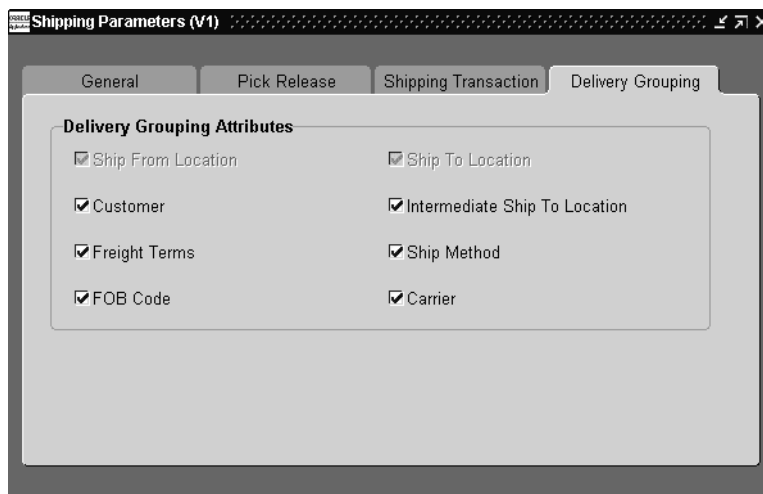 Shipping Parameters (V1)
General Pick Release Shipping Transaction Delivery Grouping
Delivery Grouping Attributes
Ship From Location Ship To Location
Customer Intermediate Ship To Location
Freight Terms Ship Method
FOB Code Carrier